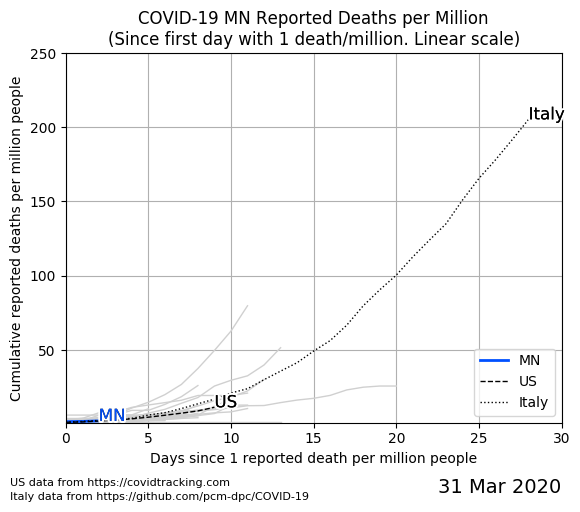 COVID-19 MN Reported Deaths per Million
(Since first day with 1 death/million. Linear scale)
Cumulative reported deaths per million people
250
200
150
100
50
Italy
US
MN
MN
US
Italy
0
5
10
15
20
25
30
Days since 1 reported death per million people
US data from https://covidtracking.com
Italy data from https://github.com/pcm-dpc/COVID-19
31 Mar 2020